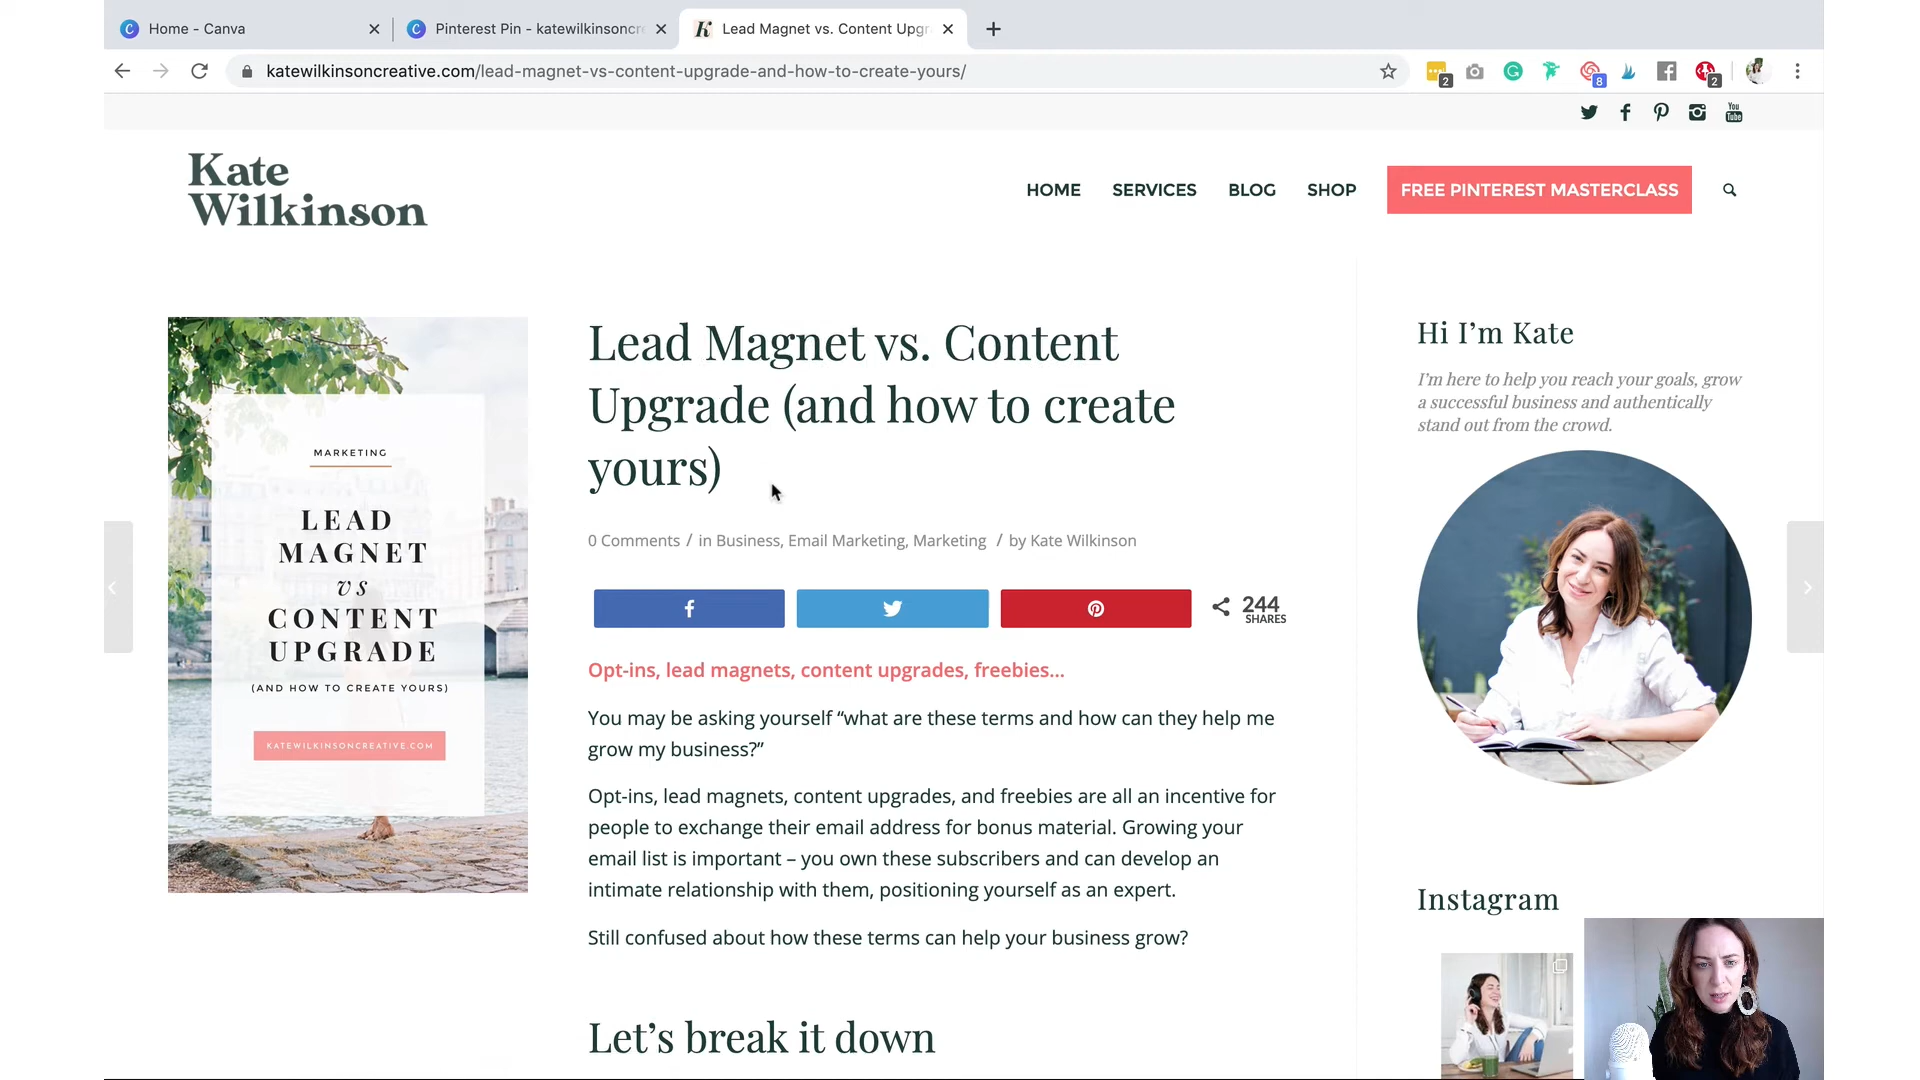 Home - Canva
Pinterest Pin - katewilkinsoncre
Lead Magnet vs. Content Upgr
katewilkinsoncreative.com/lead-magnet-vs-content-upgrade-and-how-to-create-yours/
2
8
2
You
Tube
Kate
Wilkinson
HOME
SERVICES
BLOG
SHOP
FREE PINTEREST MASTERCLASS
MARKETING
LEAD
MAGNET
vs
CONTENT
UPGRADE
(AND HOW TO CREATE YOURS)
KATEWILKINSONCREATIVE.COM
Lead Magnet vs. Content
Upgrade (and how to create
yours)
0 Comments / in Business, Email Marketing, Marketing / by Kate Wilkinson
244
SHARES
Opt-ins, lead magnets, content upgrades, freebies...
You may be asking yourself “what are these terms and how can they help me
grow my business?”
Opt-ins, lead magnets, content upgrades, and freebies are all an incentive for
people to exchange their email address for bonus material. Growing your
email list is important – you own these subscribers and can develop an
intimate relationship with them, positioning yourself as an expert.
Still confused about how these terms can help your business grow?
Let’s break it down
Hi I’m Kate
I’m here to help you reach your goals, grow
a successful business and authentically
stand out from the crowd.
Instagram